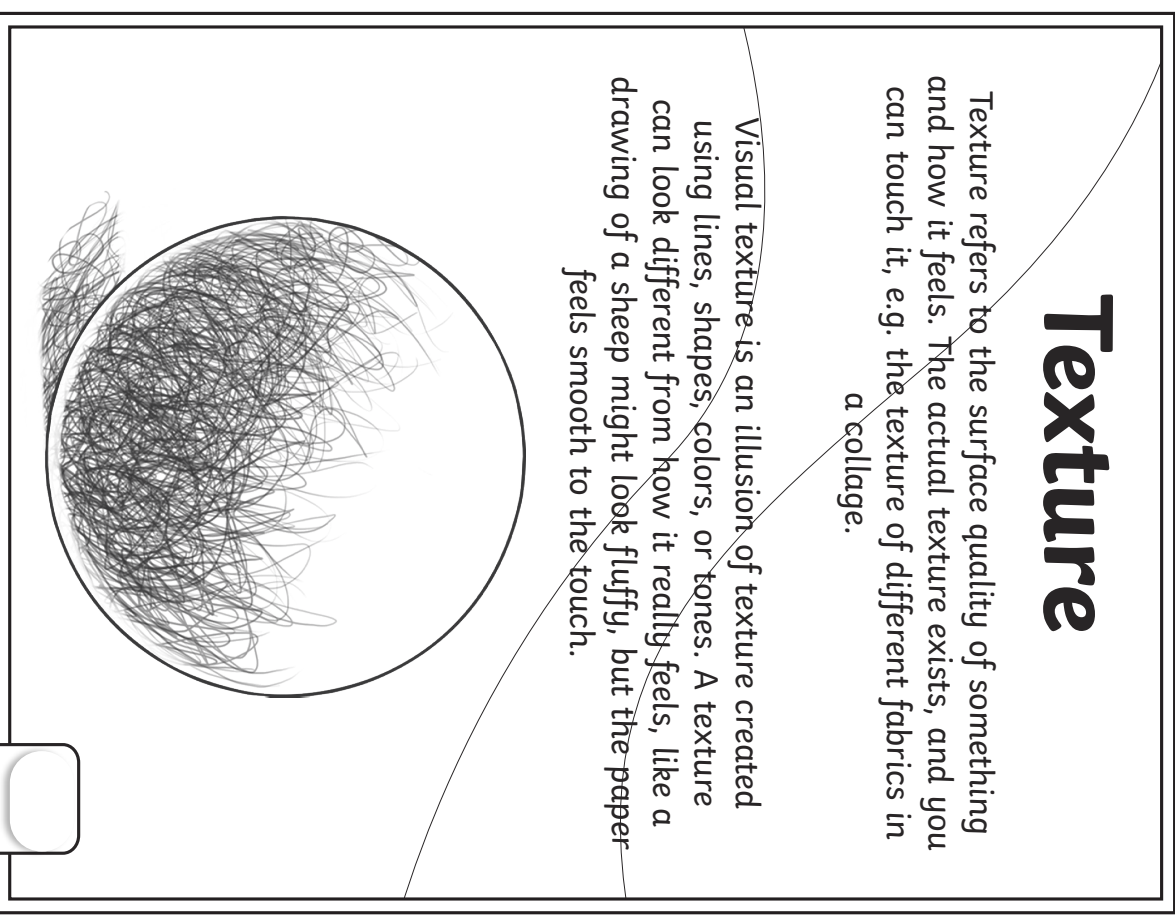 Texture
Texture refers to the surface quality of something
and how it feels. The actual texture exists, and you
can touch it, e.g. the texture of different fabrics in
a collage.
Visual texture is an illusion of texture created
using lines, shapes, colors, or tones. A texture
can look different from how it really feels, like a
drawing of a sheep might look fluffy, but the paper
feels smooth to the touch.